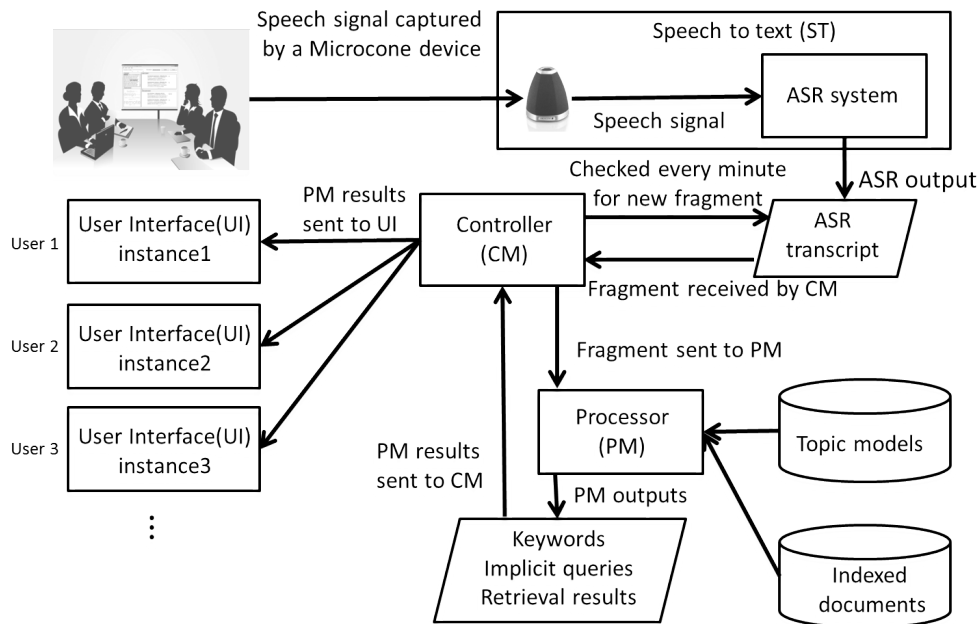 Speech signal captured
by a Microcone device
Speech to text (ST)
ASR system
Speech signal
ASR output
Checked every minute
for new fragment
PM results
sent to UI
User 1
User Interface(UI)
instance1
Controller
(CM)
ASR
transcript
Fragment received by CM
User 2
User Interface(UI)
instance2
Fragment sent to PM
User 3
User Interface(UI)
instance3
PM results
sent to CM
Processor
(PM)
Topic models
PM outputs
Keywords
Implicit queries
Retrieval results
Indexed
documents